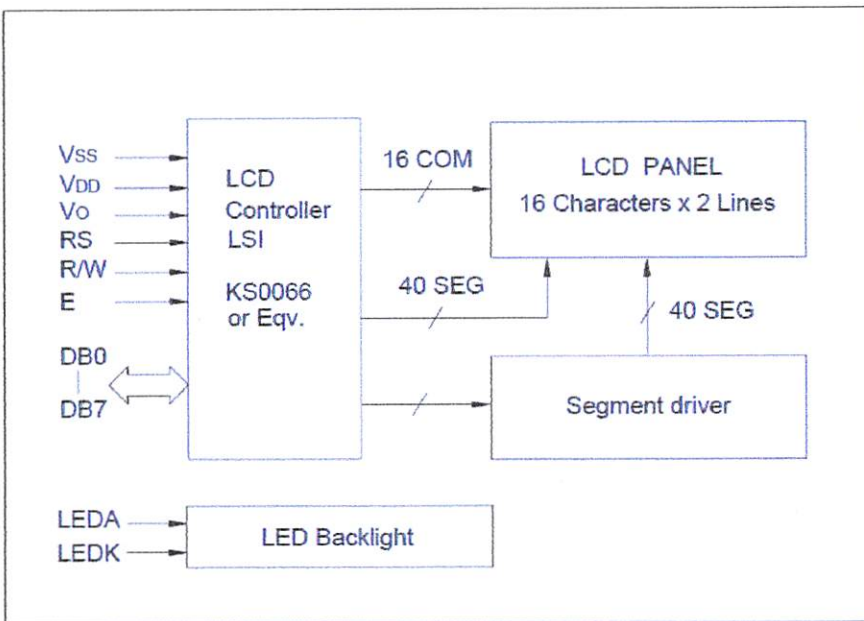 VSS
VDD
VO
RS
R/W
E
DB0
DB7
LCD
Controller
LSI
KS0066
or Eqv.
16 COM
40 SEG
LCD PANEL
16 Characters x 2 Lines
40 SEG
Segment driver
LEDA
LEDK
LED Backlight